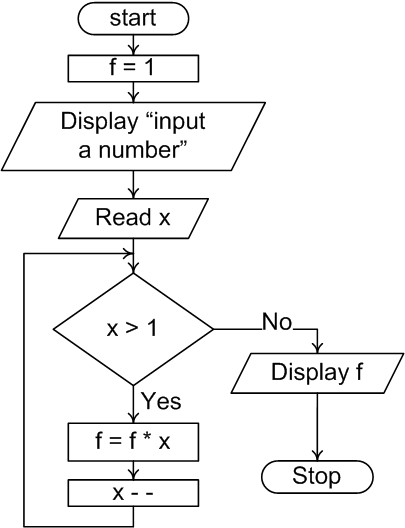 start
f = 1
Display “input
a number”
Read x
x > 1
No
Display f
Yes
f = f * x
x - -
Stop